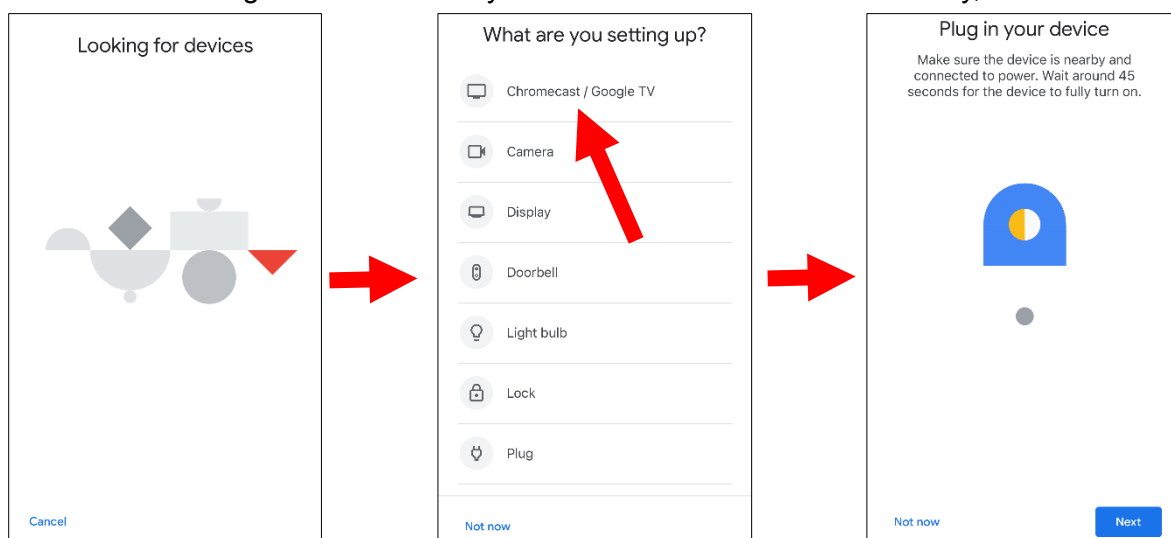 Looking for devices
Cancel
What are you setting up?
Chromecast / Google TV
Camera
Display
Doorbell
Light bulb
Lock
Plug
Not now
Plug in your device
Make sure the device is nearby and
connected to power. Wait around 45
seconds for the device to fully turn on.
Not now
Next